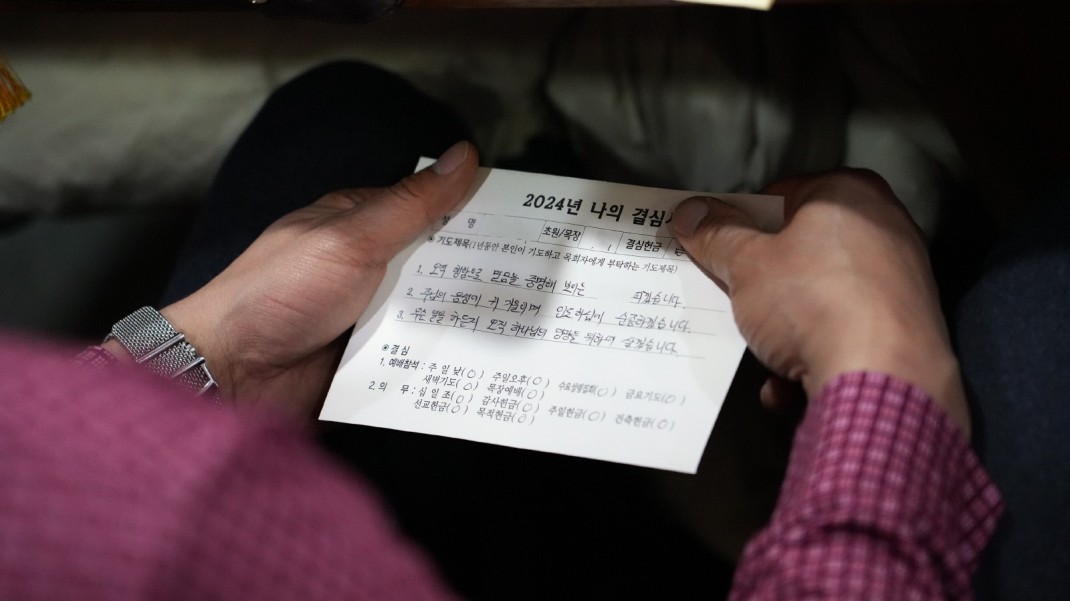 2024년 나의 결심
성 명 초원/목장 결심헌금
※기도제목(1년동안 본인이 기도하고 목회자에게 부탁하는 기도제목)
1. 오직 믿음을 증명해 보이는 되겠습니다.
2. 주님의 음성에 귀 기울이며 인도하심에 순종하겠습니다.
3. 무슨 일을 하든지 오직 하나님의 영광을 위하여 살겠습니다.
◉결심
1. 예배참석 : 주일낮(○) 주일오후(○) 수요성령집회(○) 금요기도(○)
새벽기도(○) 목장예배(○)
2. 의 무 : 십일조(○) 감사헌금(○) 주일헌금(○) 건축헌금(○)
선교헌금(○) 목적헌금(○)